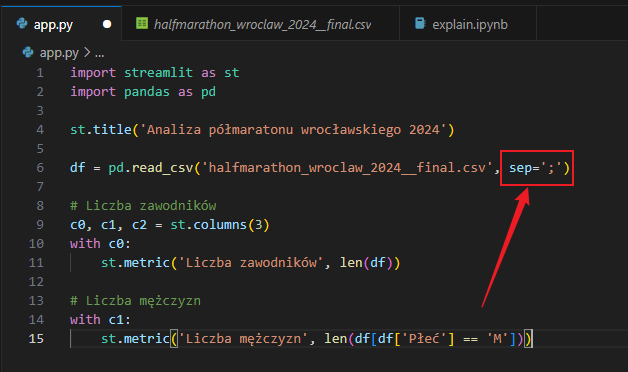 app.py halfmarathon_wroclaw_2024__final.csv explain.ipynb
app.py > ...
1 import streamlit as st
2 import pandas as pd
3
4 st.title('Analiza półmaratonu wrocławskiego 2024')
5
6 df = pd.read_csv('halfmarathon_wroclaw_2024__final.csv', sep=';')
7
8 # Liczba zawodników
9 c0, c1, c2 = st.columns(3)
10 with c0:
11     st.metric('Liczba zawodników', len(df))
12
13 # Liczba mężczyzn
14 with c1:
15     st.metric('Liczba mężczyzn', len(df[df['Płeć'] == 'M']))